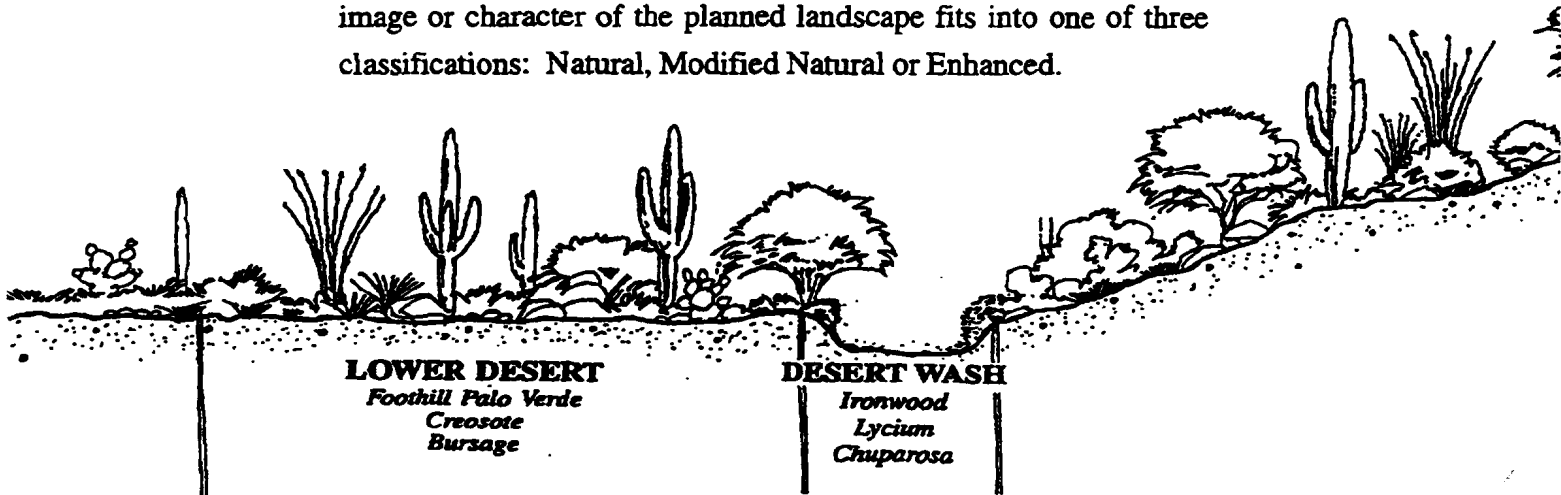 image or character of the planned landscape fits into one of three
classifications: Natural, Modified Natural or Enhanced.
LOWER DESERT
Foothill Palo Verde
Creosote
Bursage
DESERT WASH
Ironwood
Lycium
Chuparosa